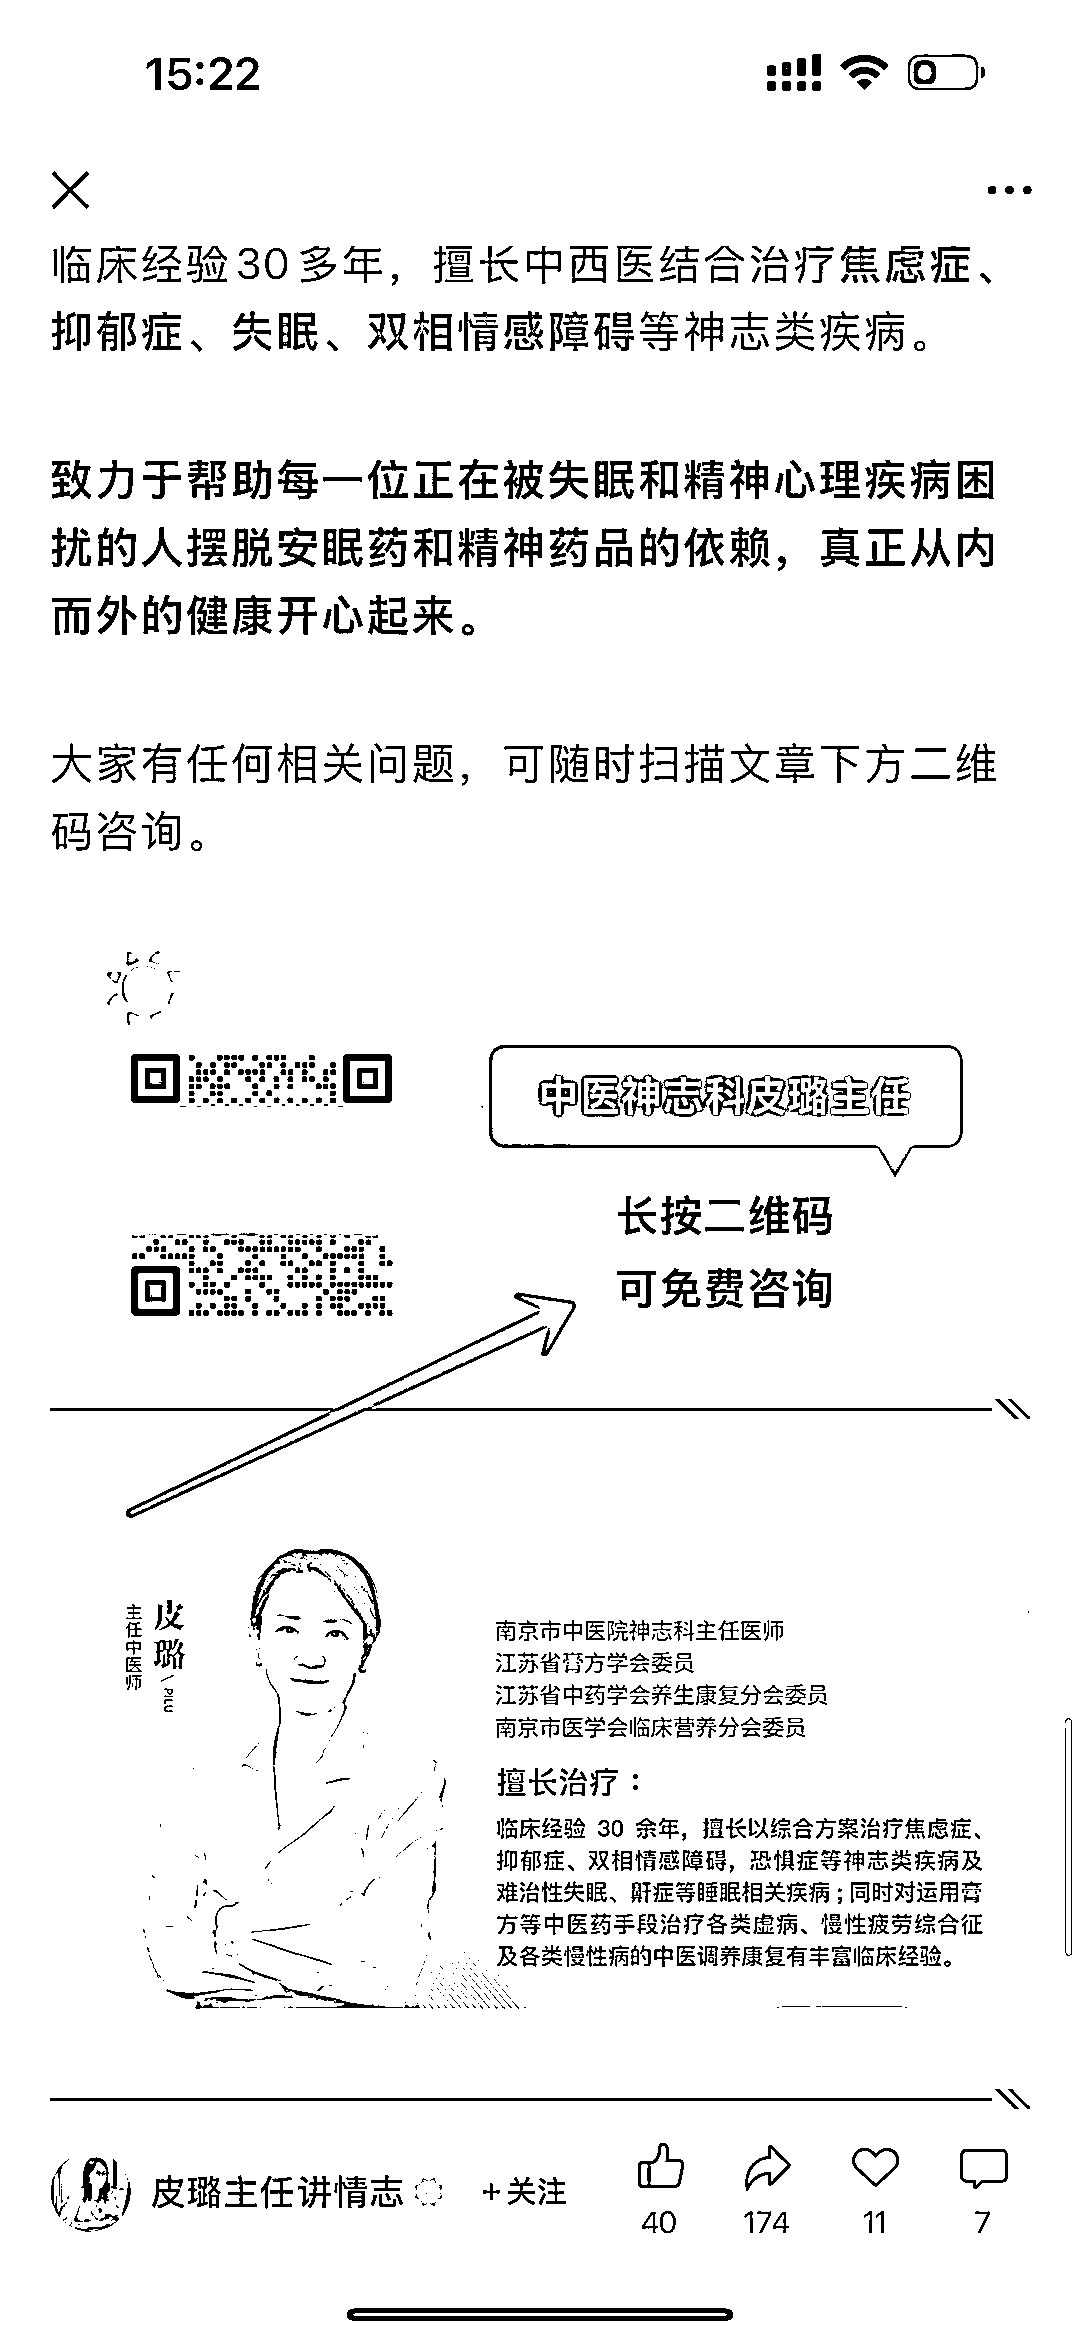 15:22
临床经验30多年，擅长中西医结合治疗焦虑症、
抑郁症、失眠、双相情感障碍等神志类疾病。
致力于帮助每一位正在被失眠和精神心理疾病困
扰的人摆脱安眠药和精神药品的依赖，真正从内
而外的健康开心起来。
大家有任何相关问题，可随时扫描文章下方二维
码咨询。
中医神志科皮璐主任
长按二维码
可免费咨询
皮璐 PILU
主任中医师
南京市中医院神志科主任医师
江苏省膏方学会委员
江苏省中药学会养生康复分会委员
南京市医学会临床营养分会委员
擅长治疗：
临床经验 30 余年，擅长以综合方案治疗焦虑症、
抑郁症、双相情感障碍，恐惧症等神志类疾病及
难治性失眠、鼾症等睡眠相关疾病；同时对运用膏
方等中医药手段治疗各类虚病、慢性疲劳综合征
及各类慢性病的中医调养康复有丰富临床经验。
皮璐主任讲情志 +关注
40 174 11 7